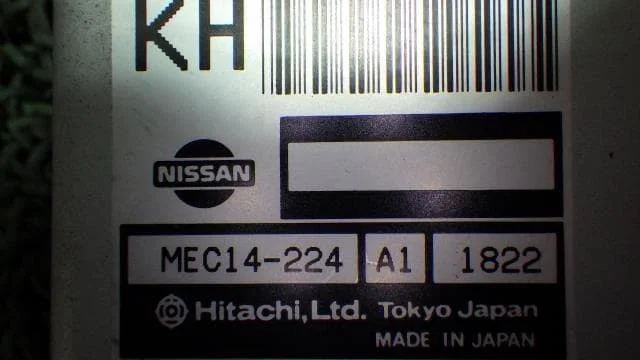 KH
NISSAN
MEC14-224 A1 1822
Hitachi, Ltd. Tokyo Japan
MADE IN JAPAN